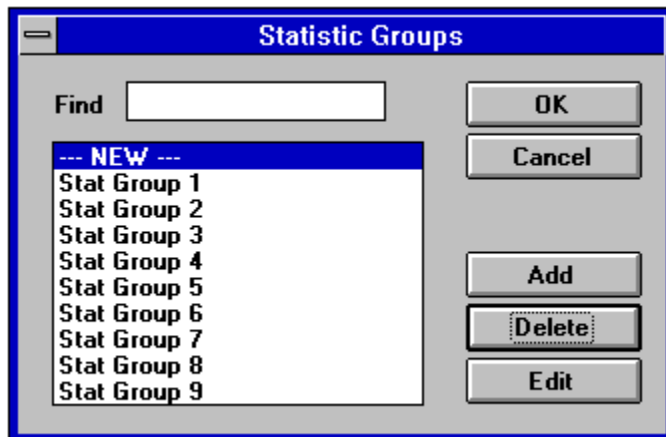 Statistic Groups
Find
OK
Cancel
--- NEW ---
Stat Group 1
Stat Group 2
Stat Group 3
Stat Group 4
Stat Group 5
Stat Group 6
Stat Group 7
Stat Group 8
Stat Group 9
Add
Delete
Edit